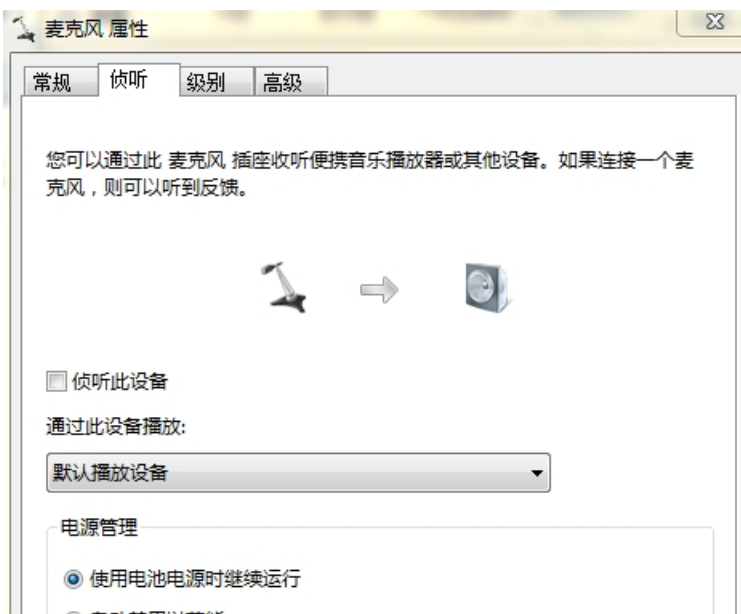 麦克风 属性
常规 侦听 级别 高级
您可以通过此 麦克风 插座收听便携音乐播放器或其他设备。如果连接一个麦
克风，则可以听到反馈。
侦听此设备
通过此设备播放:
默认播放设备
电源管理
使用电池电源时继续运行